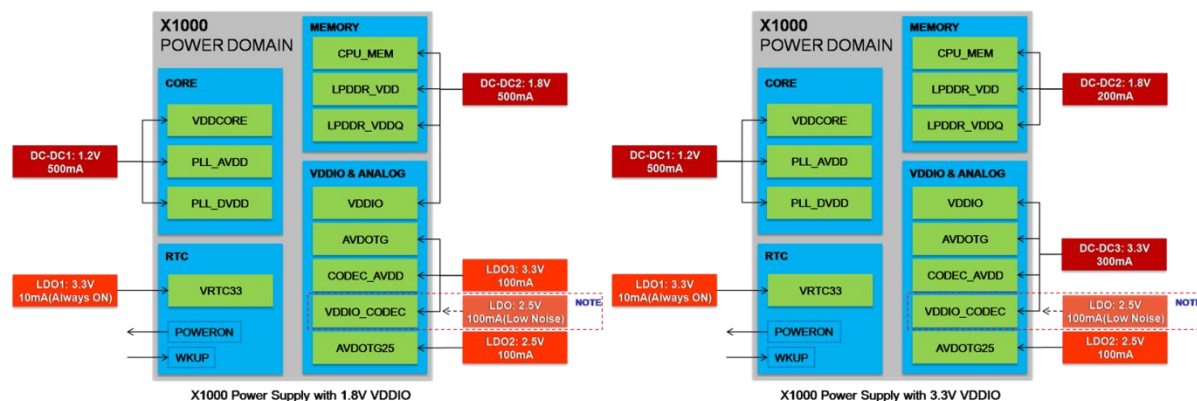 X1000
POWER DOMAIN
CORE
VDDCORE
PLL_AVDD
PLL_DVDD
DC-DC1: 1.2V
500mA
RTC
VRTC33
POWERON
WKUP
LDO1: 3.3V
10mA(Always ON)
MEMORY
CPU_MEM
LPDDR_VDD
LPDDR_VDDQ
DC-DC2: 1.8V
500mA
VDDIO & ANALOG
VDDIO
AVDOTG
CODEC_AVDD
VDDIO_CODEC
AVDOTG25
LDO3: 3.3V
100mA
NOTE
LDO: 2.5V
100mA(Low Noise)
LDO2: 2.5V
100mA
X1000 Power Supply with 1.8V VDDIO
X1000
POWER DOMAIN
CORE
VDDCORE
PLL_AVDD
PLL_DVDD
DC-DC1: 1.2V
500mA
RTC
VRTC33
POWERON
WKUP
LDO1: 3.3V
10mA(Always ON)
MEMORY
CPU_MEM
LPDDR_VDD
LPDDR_VDDQ
DC-DC2: 1.8V
200mA
VDDIO & ANALOG
VDDIO
AVDOTG
CODEC_AVDD
VDDIO_CODEC
AVDOTG25
DC-DC3: 3.3V
300mA
NOTE
LDO: 2.5V
100mA(Low Noise)
LDO2: 2.5V
100mA
X1000 Power Supply with 3.3V VDDIO